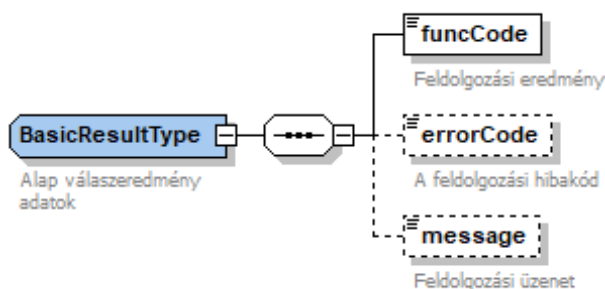 funcCode
Feldolgozási eredmény
BasicResultType
Alap válaszeredmény
adatok
errorCode
A feldolgozási hibakód
message
Feldolgozási üzenet